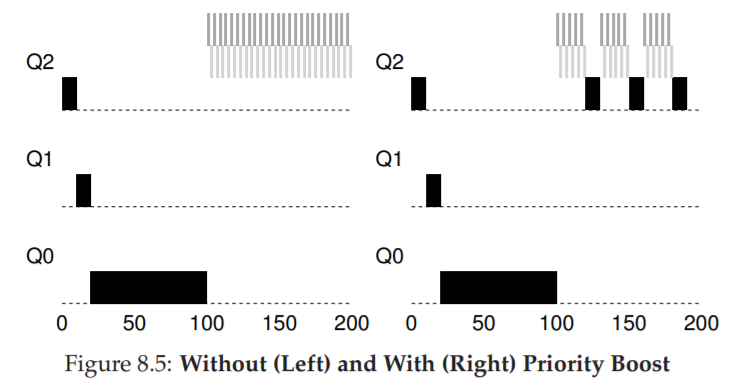 Q2 Q2
Q1 Q1
Q0 Q0
0 50 100 150 200 0 50 100 150 200
Figure 8.5: Without (Left) and With (Right) Priority Boost